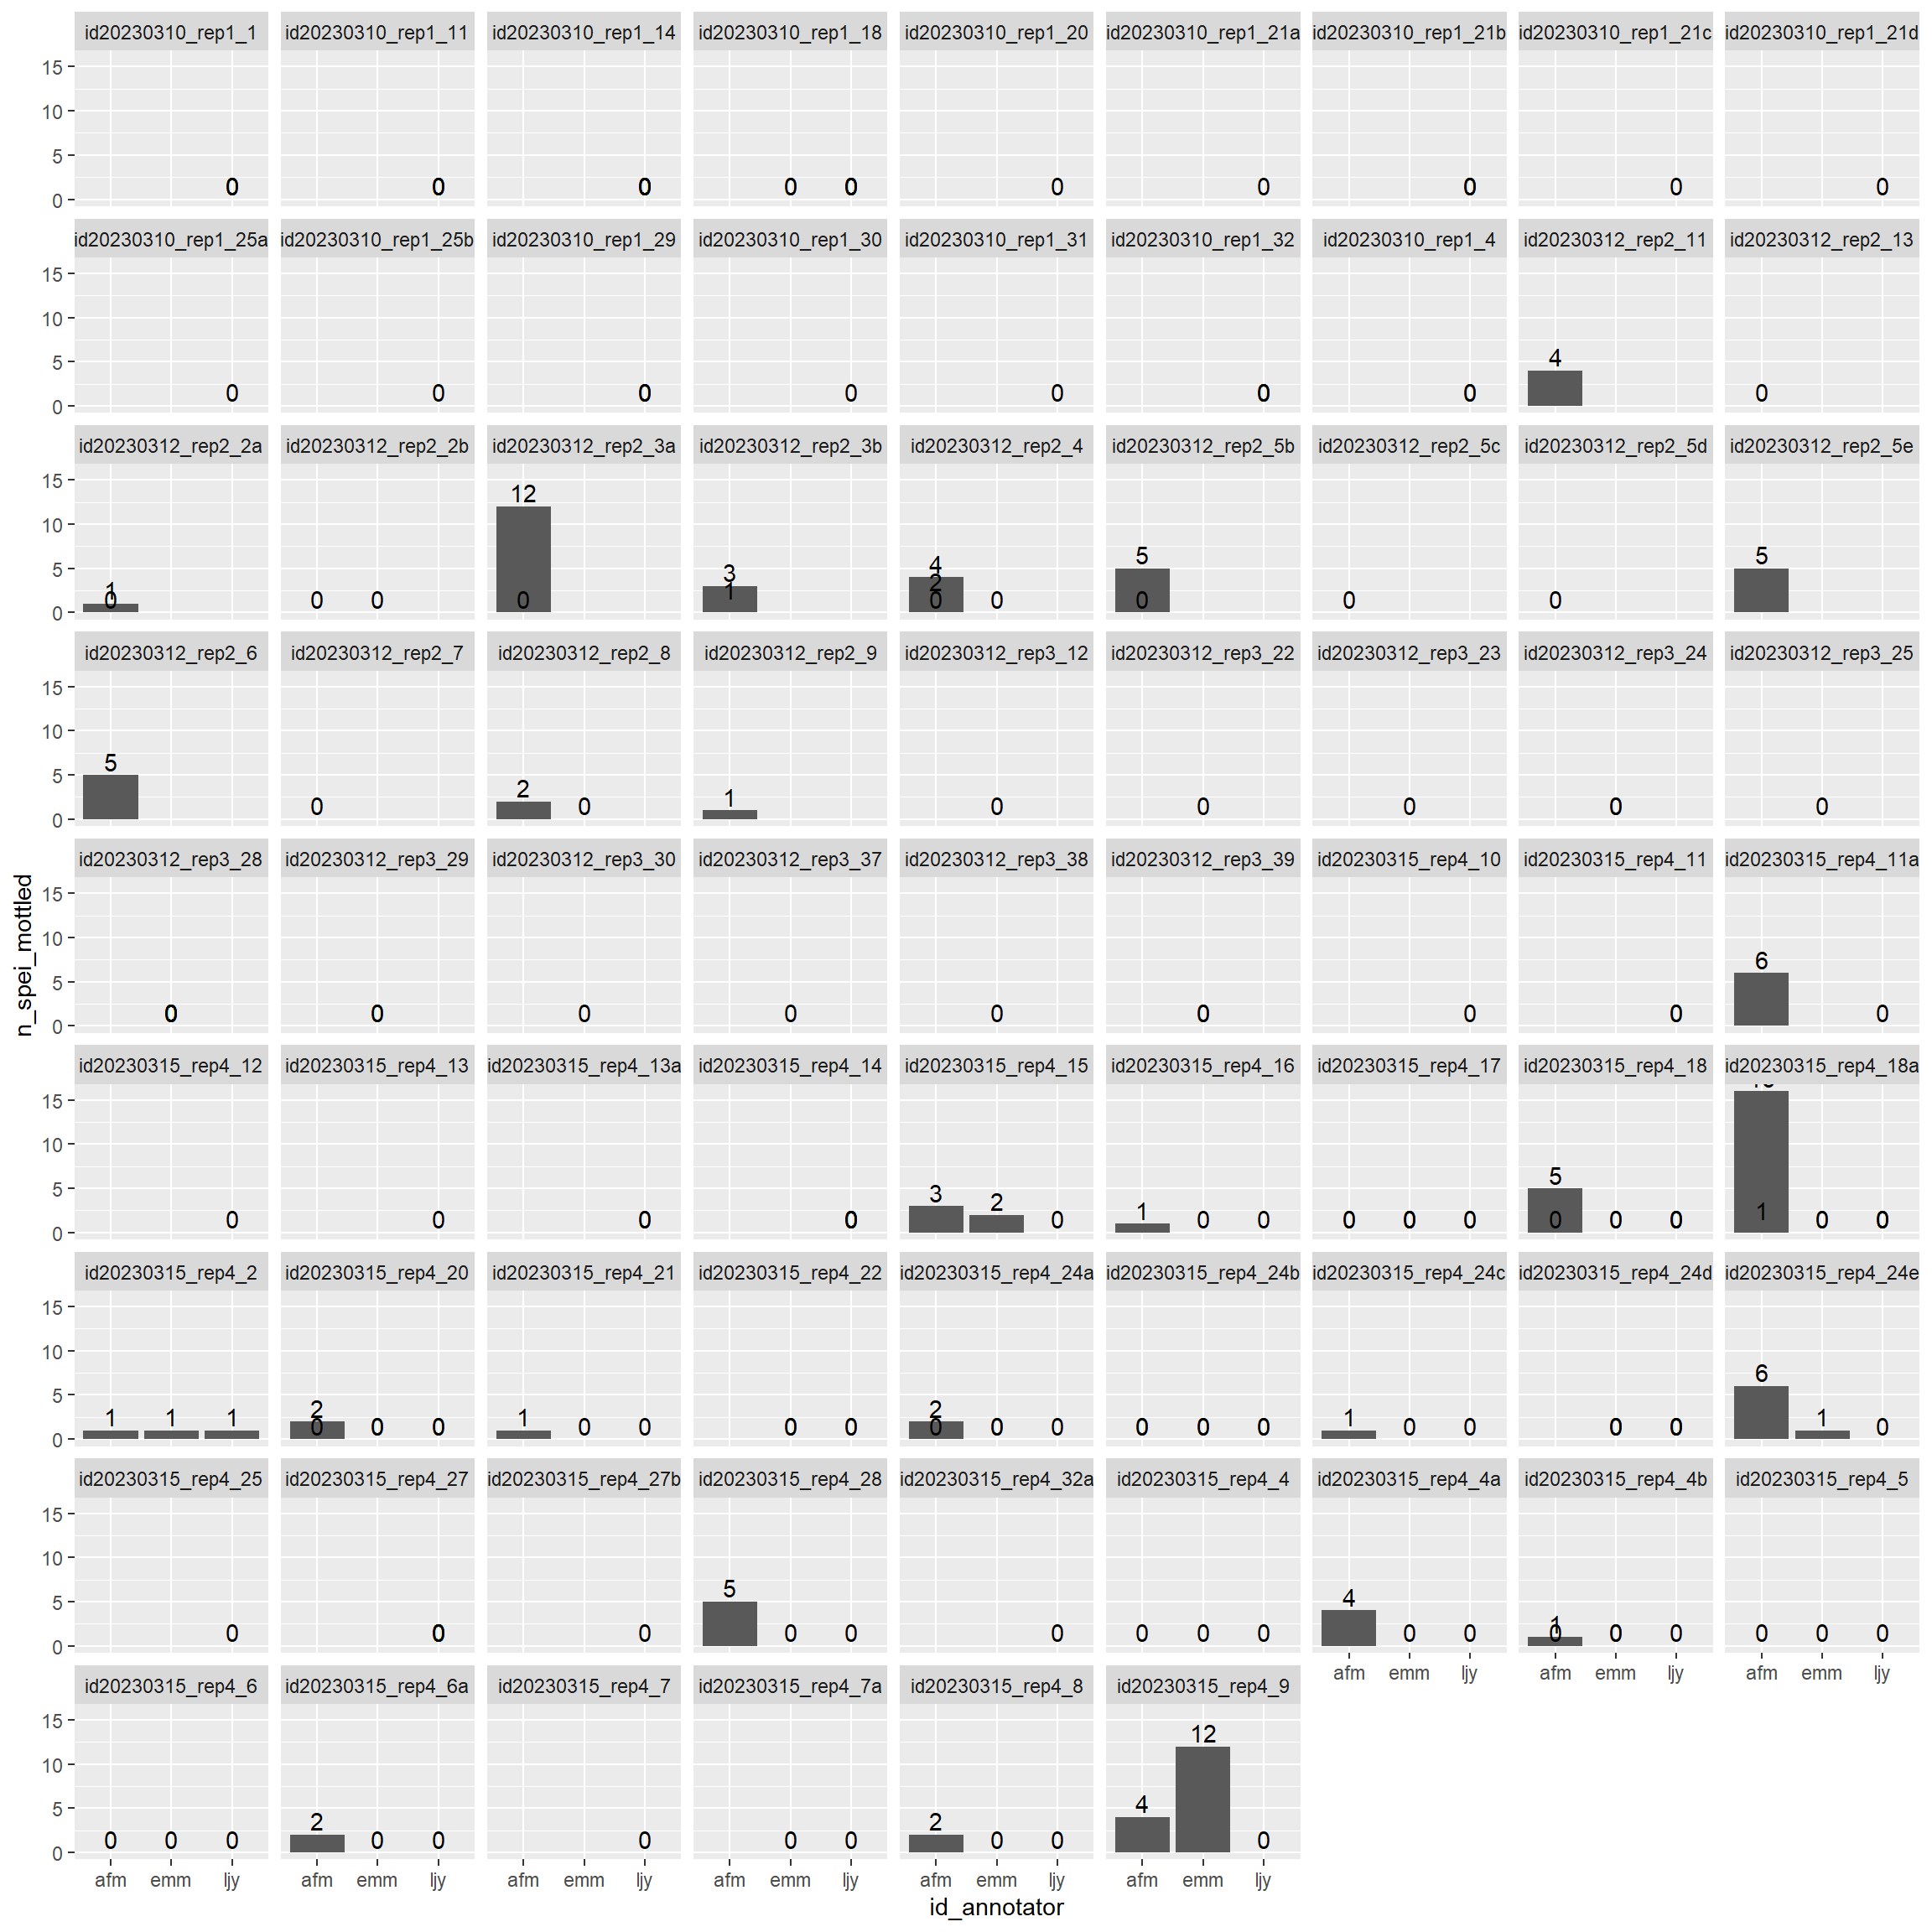 id20230310_rep1_1 id20230310_rep1_11 id20230310_rep1_14 id20230310_rep1_18 id20230310_rep1_20 id20230310_rep1_21a id20230310_rep1_21b id20230310_rep1_21c id20230310_rep1_21d
15
10
5
0
0 0 0 0 0 0 0 0 0 0
id20230310_rep1_25a id20230310_rep1_25b id20230310_rep1_29 id20230310_rep1_30 id20230310_rep1_31 id20230310_rep1_32 id20230310_rep1_4 id20230312_rep2_11 id20230312_rep2_13
15
10
5
0
0 0 0 0 0 0 0 4 0
id20230312_rep2_2a id20230312_rep2_2b id20230312_rep2_3a id20230312_rep2_3b id20230312_rep2_4 id20230312_rep2_5b id20230312_rep2_5c id20230312_rep2_5d id20230312_rep2_5e
15
10
5
0
1 0 0 0 12 0 3 1 4 2 0 0 5 0 0 0 5
id20230312_rep2_6 id20230312_rep2_7 id20230312_rep2_8 id20230312_rep2_9 id20230312_rep3_12 id20230312_rep3_22 id20230312_rep3_23 id20230312_rep3_24 id20230312_rep3_25
15
10
5
0
5 0 2 0 1 0 0 0 0 0
id20230312_rep3_28 id20230312_rep3_29 id20230312_rep3_30 id20230312_rep3_37 id20230312_rep3_38 id20230312_rep3_39 id20230315_rep4_10 id20230315_rep4_11 id20230315_rep4_11a
15
10
5
0
0 0 0 0 0 0 0 0 6 0
n_spei_mottled
id20230315_rep4_12 id20230315_rep4_13 id20230315_rep4_13a id20230315_rep4_14 id20230315_rep4_15 id20230315_rep4_16 id20230315_rep4_17 id20230315_rep4_18 id20230315_rep4_18a
15
10
5
0
0 0 0 0 3 2 0 1 0 0 0 0 0 5 0 0 0 1 0 0
id20230315_rep4_2 id20230315_rep4_20 id20230315_rep4_21 id20230315_rep4_22 id20230315_rep4_24a id20230315_rep4_24b id20230315_rep4_24c id20230315_rep4_24d id20230315_rep4_24e
15
10
5
0
1 1 1 2 0 0 0 1 0 0 0 0 2 0 0 0 0 0 0 1 0 0 0 0 6 1 0
id20230315_rep4_25 id20230315_rep4_27 id20230315_rep4_27b id20230315_rep4_28 id20230315_rep4_32a id20230315_rep4_4 id20230315_rep4_4a id20230315_rep4_4b id20230315_rep4_5
15
10
5
0
0 0 0 5 0 0 0 0 0 0 4 0 0 1 0 0 0 0 0 0
afm emm ljy afm emm ljy afm emm ljy
id20230315_rep4_6 id20230315_rep4_6a id20230315_rep4_7 id20230315_rep4_7a id20230315_rep4_8 id20230315_rep4_9
15
10
5
0
0 0 0 2 0 0 0 0 0 2 0 0 4 12 0
afm emm ljy afm emm ljy afm emm ljy afm emm ljy afm emm ljy afm emm ljy
id_annotator